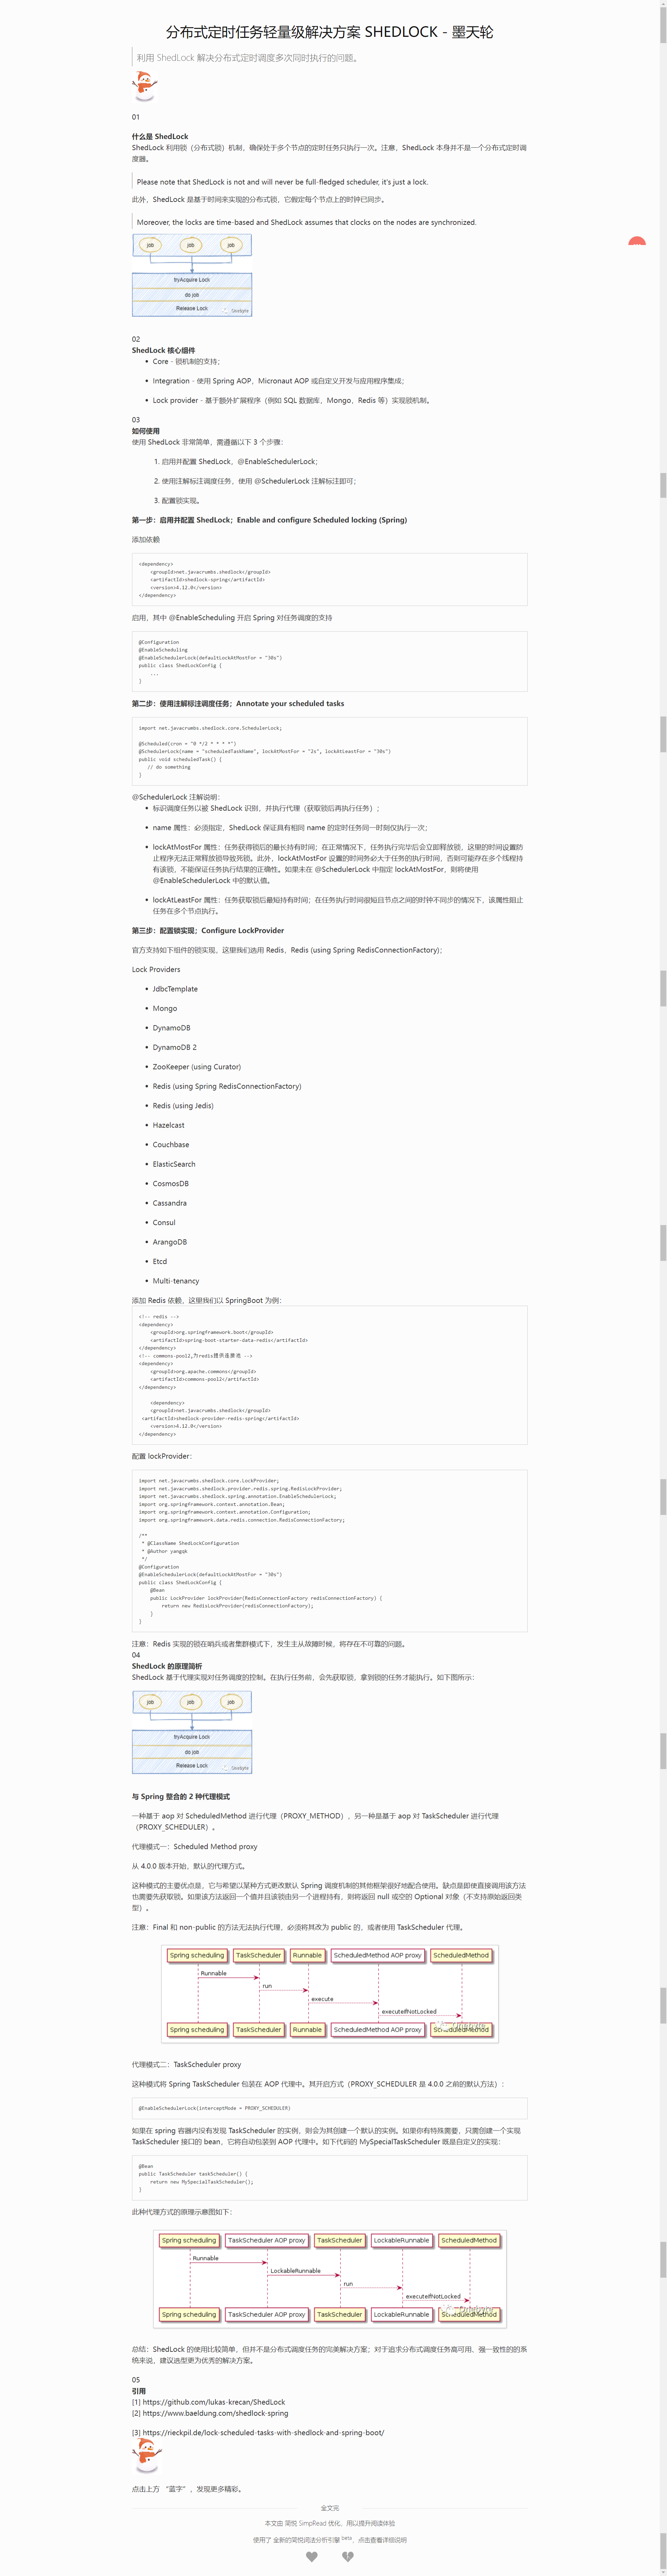 分布式定时任务轻量级解决方案 SHEDLOCK - 墨天轮
利用 ShedLock 解决分布式定时调度多次同时执行的问题。
01
什么是 ShedLock
ShedLock 利用锁（分布式锁）机制，确保处于多个节点的定时任务只执行一次。注意，ShedLock 本身并不是一个分布式定时调
度器。
Please note that ShedLock is not and will never be full-fledged scheduler, it's just a lock.
此外，ShedLock 是基于时间来实现的分布式锁，它假定每个节点上的时钟已同步。
Moreover, the locks are time-based and ShedLock assumes that clocks on the nodes are synchronized.
job job job
tryAcquire Lock
do job
Release Lock
02
ShedLock 核心组件
• Core - 锁机制的支持；
• Integration - 使用 Spring AOP，Micronaut AOP 或自定义开发与应用程序集成；
• Lock provider - 基于额外扩展程序（例如 SQL 数据库，Mongo，Redis 等）实现锁机制。
03
如何使用
使用 ShedLock 非常简单，需遵循以下 3 个步骤：
1. 启用并配置 ShedLock，@EnableSchedulerLock；
2. 使用注解标注调度任务，使用 @SchedulerLock 注解标注即可；
3. 配置锁实现。
第一步：启用并配置 ShedLock；Enable and configure Scheduled locking (Spring)
添加依赖
<dependency>
<groupId>net.javacrumbs.shedlock</groupId>
<artifactId>shedlock-spring</artifactId>
<version>4.12.0</version>
</dependency>
启用，其中 @EnableScheduling 开启 Spring 对任务调度的支持
@Configuration
@EnableScheduling
@EnableSchedulerLock(defaultLockAtMostFor = "30s")
public class ShedLockConfig {
...
}
第二步：使用注解标注调度任务；Annotate your scheduled tasks
import net.javacrumbs.shedlock.core.SchedulerLock;
@Scheduled(cron = "0 */2 * * * *")
@SchedulerLock(name = "scheduledTaskName", lockAtMostFor = "2s", lockAtLeastFor = "30s")
public void scheduledTask() {
// do something
}
@SchedulerLock 注解说明：
• 标识调度任务以被 ShedLock 识别，并执行代理（获取锁后再执行任务）；
• name 属性：必须指定，ShedLock 保证具有相同 name 的定时任务同一时刻仅执行一次；
• lockAtMostFor 属性：任务获得锁后的最长持有时间；在正常情况下，任务执行完毕后会立即释放锁，这里的时间设置防
止程序无法正常释放锁导致死锁。此外，lockAtMostFor 设置的时间务必大于任务的执行时间，否则可能存在多个线程持
有该锁，不能保证任务执行结果的正确性。如果未在 @SchedulerLock 中指定 lockAtMostFor，则将使用
@EnableSchedulerLock 中的默认值。
• lockAtLeastFor 属性：任务获取锁后最短持有时间；在任务执行时间很短且节点之间的时钟不同步的情况下，该属性阻止
任务在多个节点执行。
第三步：配置锁实现；Configure LockProvider
官方支持如下组件的锁实现，这里我们选用 Redis，Redis (using Spring RedisConnectionFactory)；
Lock Providers
• JdbcTemplate
• Mongo
• DynamoDB
• DynamoDB 2
• ZooKeeper (using Curator)
• Redis (using Spring RedisConnectionFactory)
• Redis (using Jedis)
• Hazelcast
• Couchbase
• ElasticSearch
• CosmosDB
• Cassandra
• Consul
• ArangoDB
• Etcd
• Multi-tenancy
添加 Redis 依赖，这里我们以 SpringBoot 为例：
<!-- redis -->
<dependency>
<groupId>org.springframework.boot</groupId>
<artifactId>spring-boot-starter-data-redis</artifactId>
</dependency>
<!-- commons-pool2,为redis提供连接池 -->
<dependency>
<groupId>org.apache.commons</groupId>
<artifactId>commons-pool2</artifactId>
</dependency>
<dependency>
<groupId>net.javacrumbs.shedlock</groupId>
<artifactId>shedlock-provider-redis-spring</artifactId>
<version>4.12.0</version>
</dependency>
配置 lockProvider：
import net.javacrumbs.shedlock.core.LockProvider;
import net.javacrumbs.shedlock.provider.redis.spring.RedisLockProvider;
import net.javacrumbs.shedlock.spring.annotation.EnableSchedulerLock;
import org.springframework.context.annotation.Bean;
import org.springframework.context.annotation.Configuration;
import org.springframework.data.redis.connection.RedisConnectionFactory;
/**
* @ClassName ShedLockConfiguration
* @Author yangqk
*/
@Configuration
@EnableSchedulerLock(defaultLockAtMostFor = "30s")
public class ShedLockConfig {
@Bean
public LockProvider lockProvider(RedisConnectionFactory redisConnectionFactory) {
return new RedisLockProvider(redisConnectionFactory);
}
}
注意：Redis 实现的锁在哨兵或者集群模式下，发生主从故障时候，将存在不可靠的问题。
04
ShedLock 的原理简析
ShedLock 基于代理实现对任务调度的控制。在执行任务前，会先获取锁，拿到锁的任务才能执行。如下图所示：
job job job
tryAcquire Lock
do job
Release Lock
与 Spring 整合的 2 种代理模式
一种基于 aop 对 ScheduledMethod 进行代理（PROXY_METHOD），另一种是基于 aop 对 TaskScheduler 进行代理
（PROXY_SCHEDULER）。
代理模式一：Scheduled Method proxy
从 4.0.0 版本开始，默认的代理方式。
这种模式的主要优点是，它与希望以某种方式更改默认 Spring 调度机制的其他框架很好地配合使用。缺点是即使直接调用该方法
也需要先获取锁。如果该方法返回一个值并且该锁由另一个进程持有，则将返回 null 或空的 Optional 对象（不支持原始返回类
型）。
注意：Final 和 non-public 的方法无法执行代理，必须将其改为 public 的，或者使用 TaskScheduler 代理。
Spring scheduling TaskScheduler Runnable ScheduledMethod AOP proxy ScheduledMethod
Runnable
run
execute
executeIfNotLocked
Spring scheduling TaskScheduler Runnable ScheduledMethod AOP proxy ScheduledMethod
代理模式二：TaskScheduler proxy
这种模式将 Spring TaskScheduler 包装在 AOP 代理中。其开启方式（PROXY_SCHEDULER 是 4.0.0 之前的默认方法）：
@EnableSchedulerLock(interceptMode = PROXY_SCHEDULER)
如果在 spring 容器内没有发现 TaskScheduler 的实例，则会为其创建一个默认的实例。如果你有特殊需要，只需创建一个实现
TaskScheduler 接口的 bean，它将自动包装到 AOP 代理中。如下代码的 MySpecialTaskScheduler 既是自定义的实现：
@Bean
public TaskScheduler taskScheduler() {
return new MySpecialTaskScheduler();
}
此种代理方式的原理示意图如下：
Spring scheduling TaskScheduler AOP proxy TaskScheduler LockableRunnable ScheduledMethod
Runnable
LockableRunnable
run
executeIfNotLocked
Spring scheduling TaskScheduler AOP proxy TaskScheduler LockableRunnable ScheduledMethod
总结：ShedLock 的使用比较简单，但并不是分布式调度任务的完美解决方案；对于追求分布式调度任务高可用、强一致性的的系
统来说，建议选型更为优秀的解决方案。
05
引用
[1] https://github.com/lukas-krecan/ShedLock
[2] https://www.baeldung.com/shedlock-spring
[3] https://rieckpil.de/lock-scheduled-tasks-with-shedlock-and-spring-boot/
点击上方 “蓝字”，发现更多精彩。
全文完
本文由 简悦 SimpRead 优化，用以提升阅读体验
使用了 全新的简悦词法分析引擎 beta，点击查看详细说明